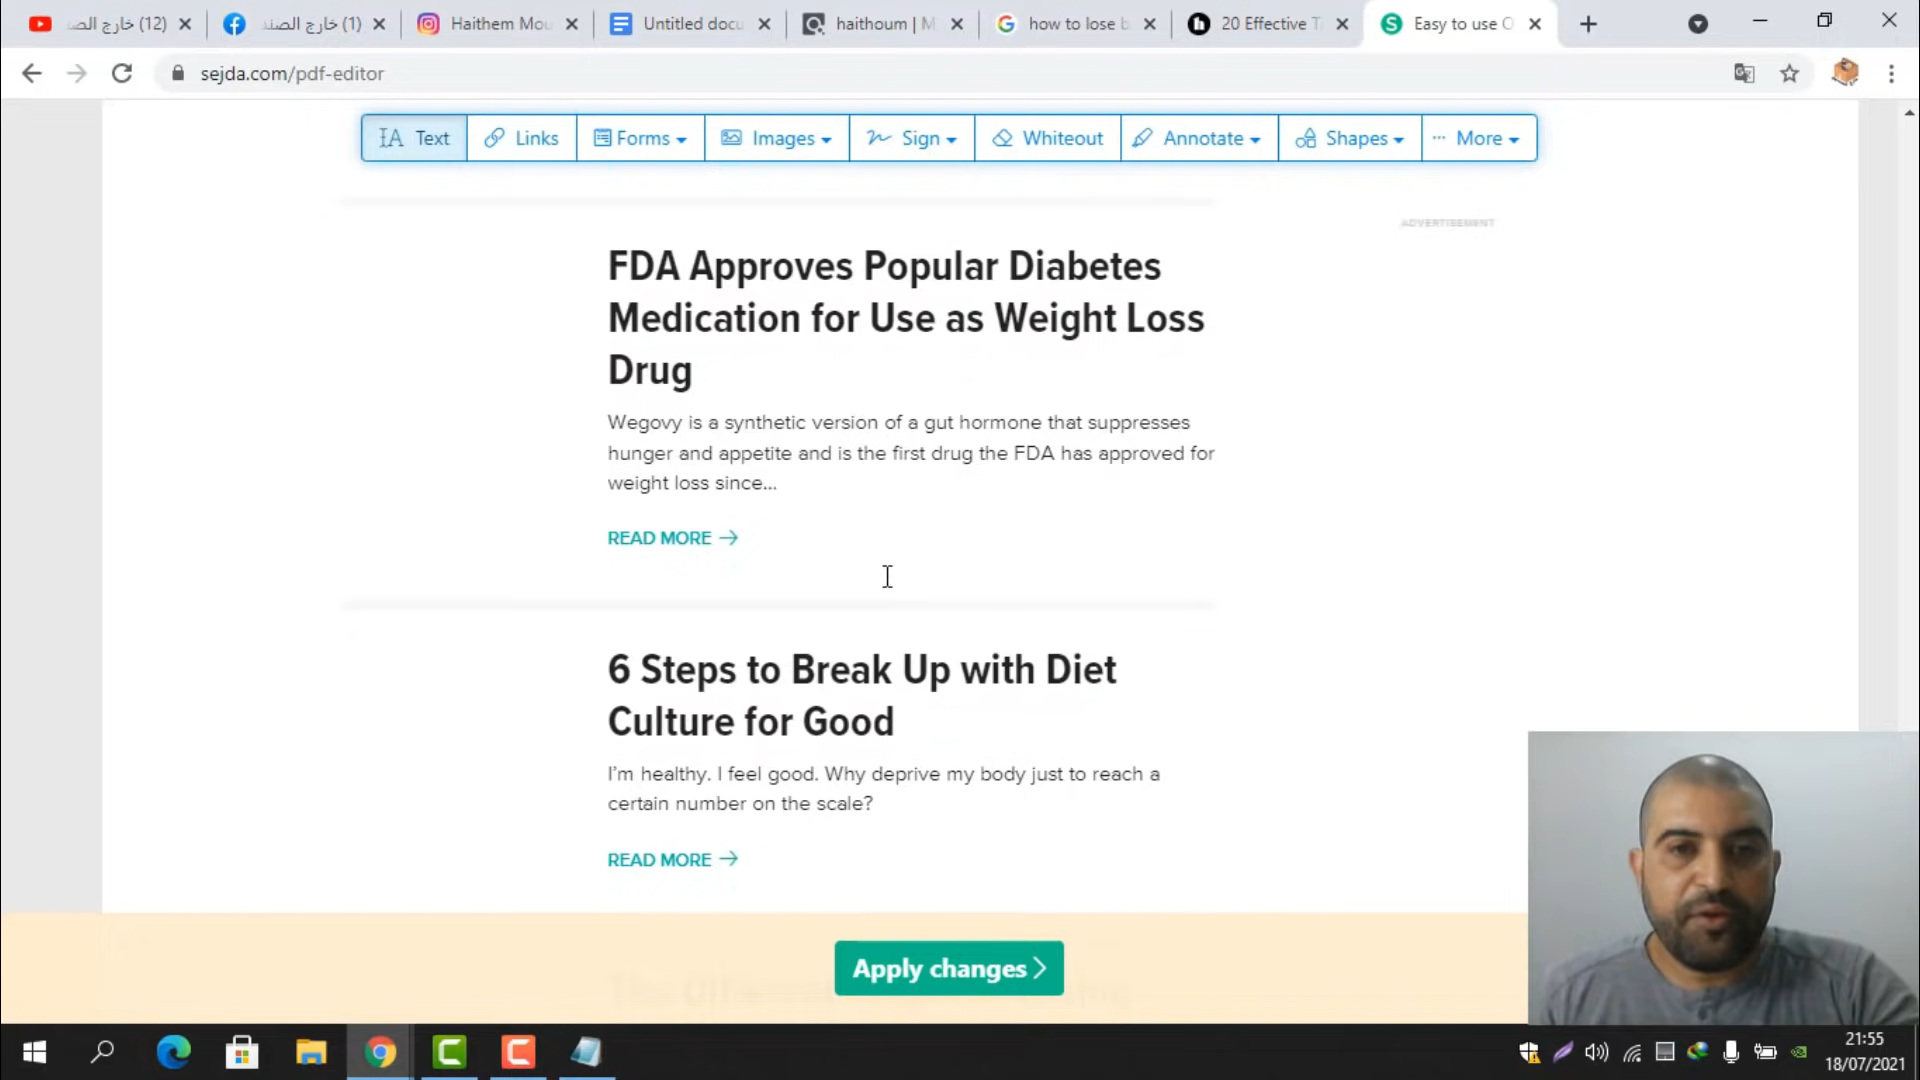 (12) خارج الصند
(1) خارج الصند
Haithem Mou
Untitled docu
haithoum | M
how to lose b
20 Effective T
Easy to use O
sejda.com/pdf-editor
Text
Links
Forms
Images
Sign
Whiteout
Annotate
Shapes
More
ADVERTISEMENT
FDA Approves Popular Diabetes
Medication for Use as Weight Loss
Drug
Wegovy is a synthetic version of a gut hormone that suppresses
hunger and appetite and is the first drug the FDA has approved for
weight loss since...
READ MORE →
6 Steps to Break Up with Diet
Culture for Good
I'm healthy. I feel good. Why deprive my body just to reach a
certain number on the scale?
READ MORE →
Apply changes
21:55
18/07/2021